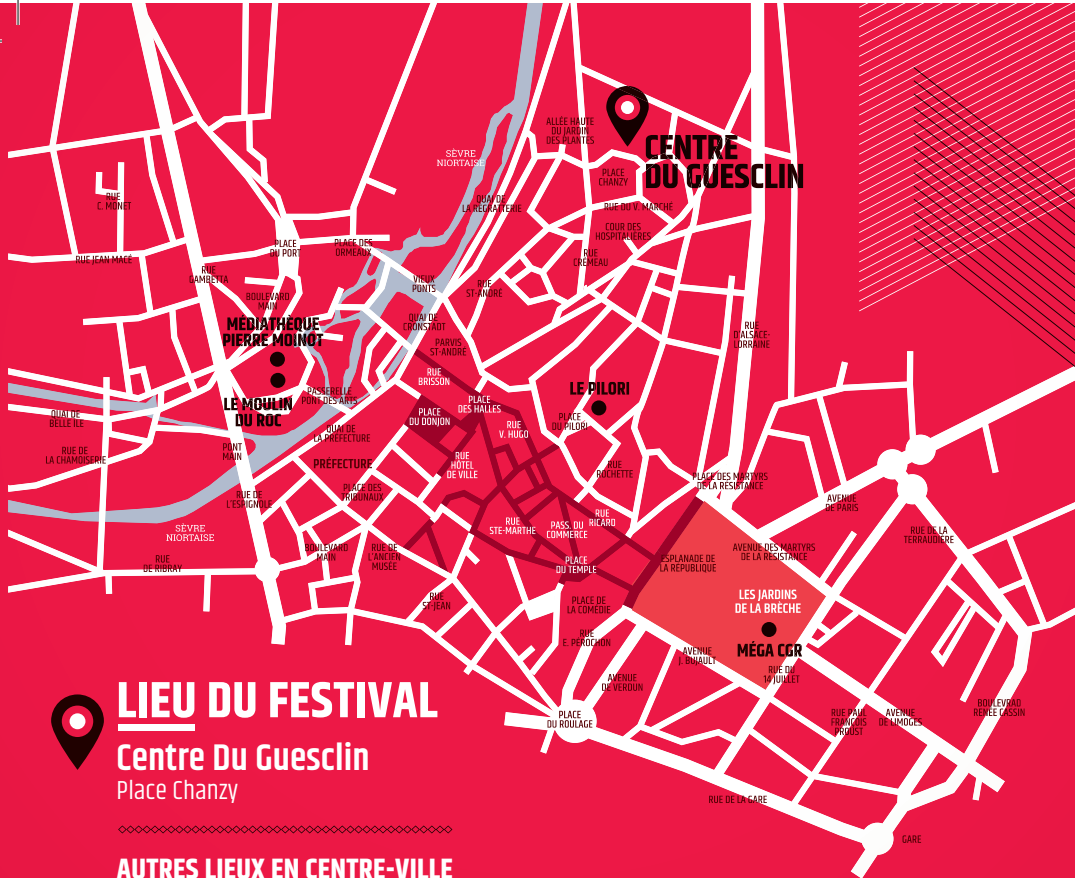 ALLÉE HAUTE
DU JARDIN
DES PLANTES
CENTRE
DU GUESCLIN
SÈVRE
NIORTAISE
PLACE
CHANZY
RUE
C. MONET
QUAI DE
LA REGRATTERIE
RUE DU V. MARCHÉ
COUR DES
HOSPITALIÈRES
PLACE
DU PORT
PLACE DES
ORMEAUX
RUE JEAN MACÉ
RUE
CREMEAU
RUE
GAMBETTA
VIEUX
PONTS
RUE
ST-ANDRÉ
BOULEVARD
MAIN
MÉDIATHÈQUE
PIERRE MOINOT
QUAI DE
CRONSTADT
RUE
D'ALSACE-
LORRAINE
PARVIS
ST-ANDRÉ
RUE
BRISSON
LE PILORI
PASSERELLE
PONT DES ARTS
PLACE
DES HALLES
LE MOULIN
DU ROC
QUAI DE
BELLE ILE
PLACE
DU DONJON
PLACE
DU PILORI
RUE
V. HUGO
QUAI DE
LA PRÉFECTURE
RUE DE
LA CHAMOISERIE
PONT
MAIN
PRÉFECTURE
RUE
HÔTEL
DE VILLE
RUE
ROCHETTE
PLACE DES MARTYRS
DE LA RÉSISTANCE
PLACE DES
TRIBUNAUX
RUE DE
L'ESPIGNOLE
AVENUE
DE PARIS
RUE
STE-MARTHE
PASS. DU
COMMERCE
RUE
RICARD
SÈVRE
NIORTAISE
RUE DE LA
TERRAUDIÈRE
BOULEVARD
MAIN
RUE DE
L'ANCIEN
MUSÉE
AVENUE DES MARTYRS
DE LA RÉSISTANCE
RUE
DE RIBRAY
PLACE
DU TEMPLE
ESPLANADE DE
LA RÉPUBLIQUE
RUE
ST-JEAN
PLACE DE
LA COMÉDIE
LES JARDINS
DE LA BRÈCHE
RUE
E. PÉROCHON
MÉGA CGR
AVENUE
J. BUJAULT
RUE DU
14 JUILLET
AVENUE
DE VERDUN
PLACE
DU ROULAGE
RUE PAUL
FRANÇOIS
PROUST
AVENUE
DE LIMOGES
BOULEVRAD
RENÉE CASSIN
RUE DE LA GARE
GARE
LIEU DU FESTIVAL
Centre Du Guesclin
Place Chanzy
AUTRES LIEUX EN CENTRE-VILLE